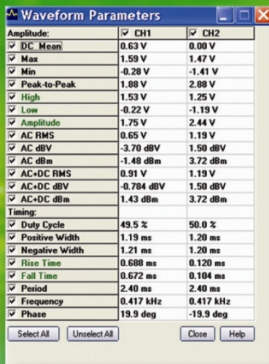 Waveform Parameters
Amplitude: CH1 CH2
DC_Mean 0.63 V 0.00 V
Max 1.59 V 1.47 V
Min -0.28 V -1.41 V
Peak-to-Peak 1.88 V 2.88 V
High 1.53 V 1.25 V
Low -0.22 V -1.19 V
Amplitude 1.75 V 2.44 V
AC RMS 0.65 V 1.19 V
AC dBV -3.70 dBV 1.50 dBV
AC dBm -1.48 dBm 3.72 dBm
AC+DC RMS 0.91 V 1.19 V
AC+DC dBV -0.784 dBV 1.50 dBV
AC+DC dBm 1.43 dBm 3.72 dBm
Timing:
Duty Cycle 49.5 % 50.0 %
Positive Width 1.19 ms 1.20 ms
Negative Width 1.21 ms 1.20 ms
Rise Time 0.688 ms 0.120 ms
Fall Time 0.672 ms 0.104 ms
Period 2.40 ms 2.40 ms
Frequency 0.417 kHz 0.417 kHz
Phase 19.9 deg -19.9 deg
Select All Unselect All Close Help